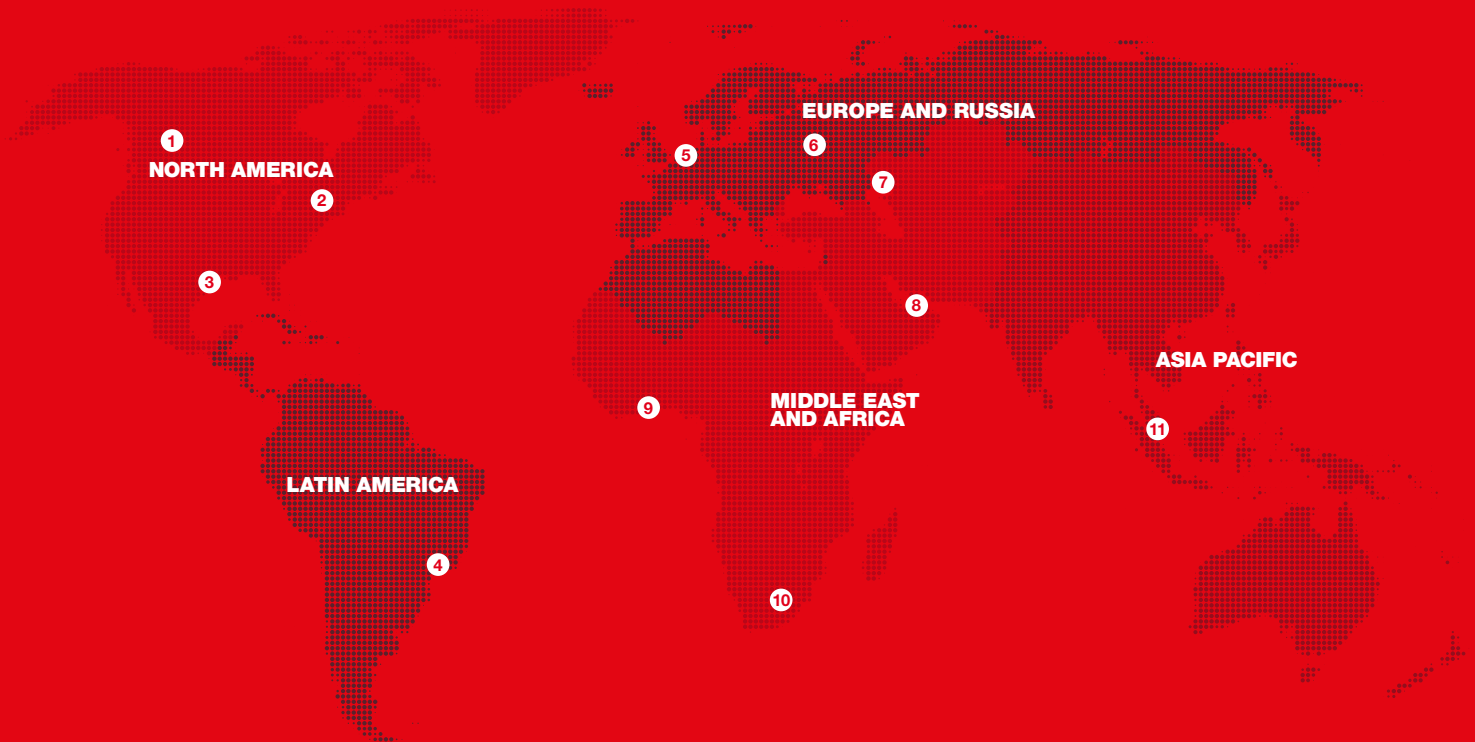 EUROPE AND RUSSIA
1
6
5
NORTH AMERICA
7
2
3
8
ASIA PACIFIC
MIDDLE EAST
AND AFRICA
9
11
LATIN AMERICA
4
10